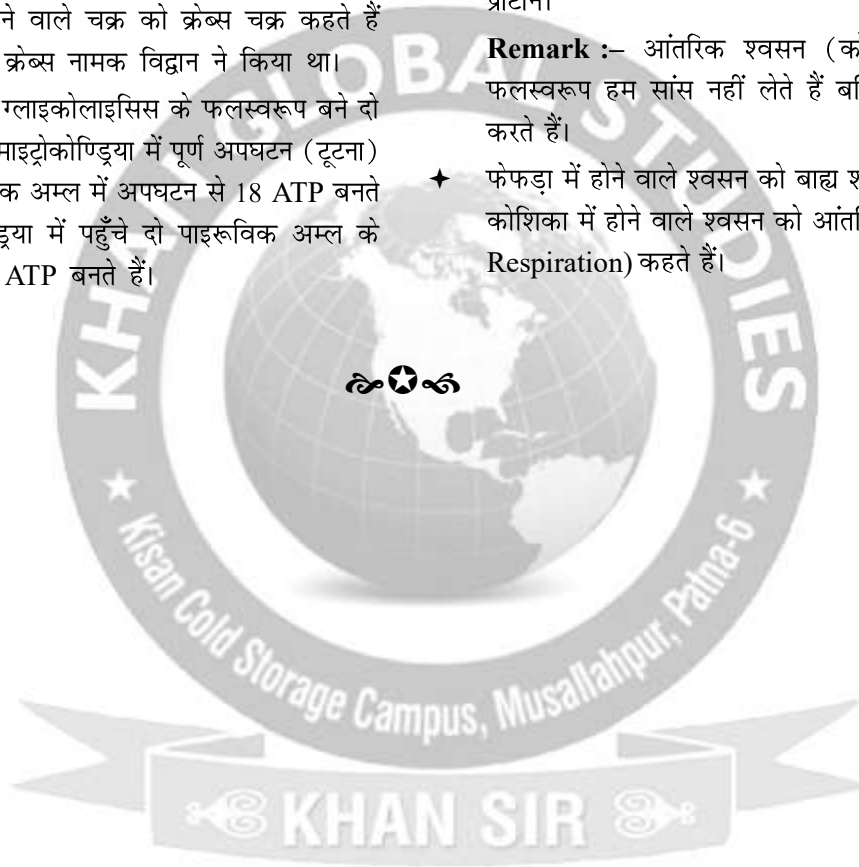 ने वाले चक्र को क्रेब्स चक्र कहते हैं
क्रेब्स नामक विद्वान ने किया था।
ग्लाइकोलाइसिस के फलस्वरूप बने दो
माइट्रोकोण्ड्रिया में पूर्ण अपघटन (टूटना)
क अम्ल में अपघटन से 18 ATP बनते
ड्रिया में पहुँचे दो पाइरूविक अम्ल के
ATP बनते हैं।
प्रोटीन।
Remark :– आंतरिक श्वसन (को
फलस्वरूप हम सांस नहीं लेते हैं बल्
करते हैं।
✦ फेफड़ा में होने वाले श्वसन को बाह्य श
कोशिका में होने वाले श्वसन को आंतरि
Respiration) कहते हैं।
KHAN GLOBAL STUDIES
Kisan Cold Storage Campus, Musallahpur, Patna-6
KHAN SIR